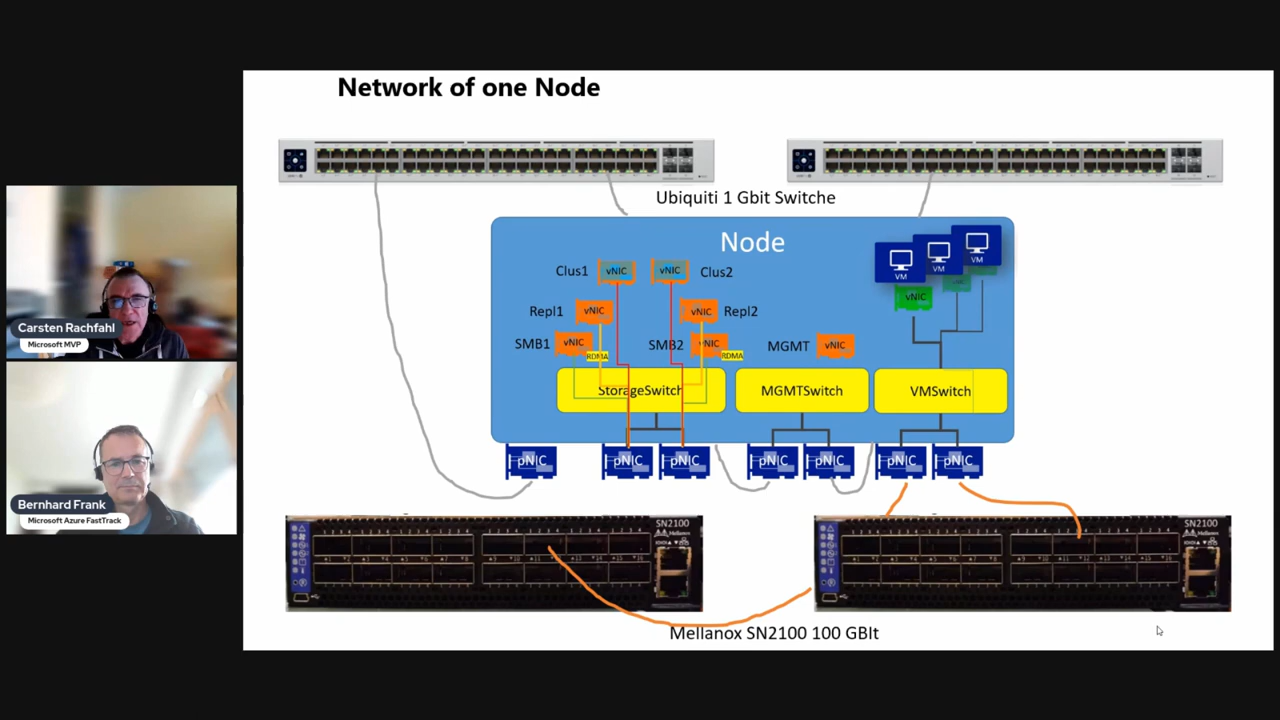 Network of one Node
Ubiquiti 1 Gbit Switche
Node
Clus1
vNIC
vNIC
Clus2
VM
VM
VM
vNIC
Repl1
vNIC
vNIC
Repl2
SMB1
vNIC
RDMA
SMB2
vNIC
RDMA
MGMT
vNIC
StorageSwitch
MGMTSwitch
VMSwitch
pNIC
pNIC
pNIC
pNIC
pNIC
pNIC
pNIC
SN2100
Mellanox
SN2100
Mellanox
Mellanox SN2100 100 GBIt
Carsten Rachfahl
Microsoft MVP
Bernhard Frank
Microsoft Azure FastTrack